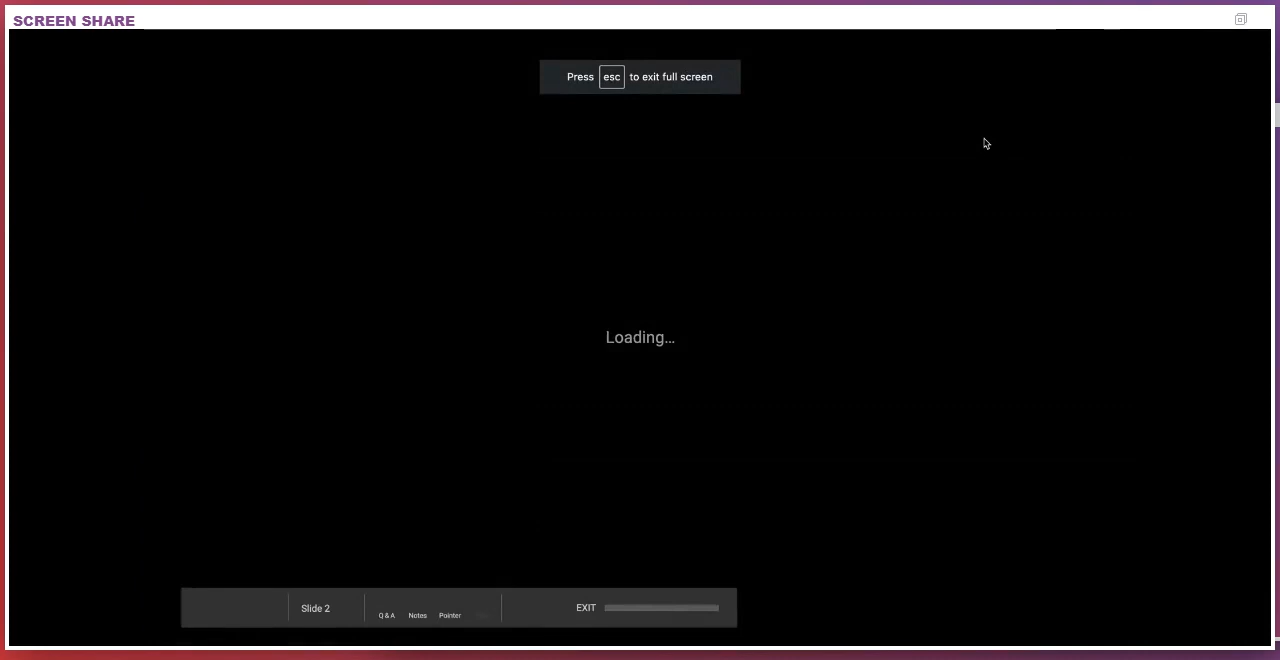 SCREEN SHARE
Press esc to exit full screen
Loading...
Slide 2
Q & A Notes Pointer
EXIT